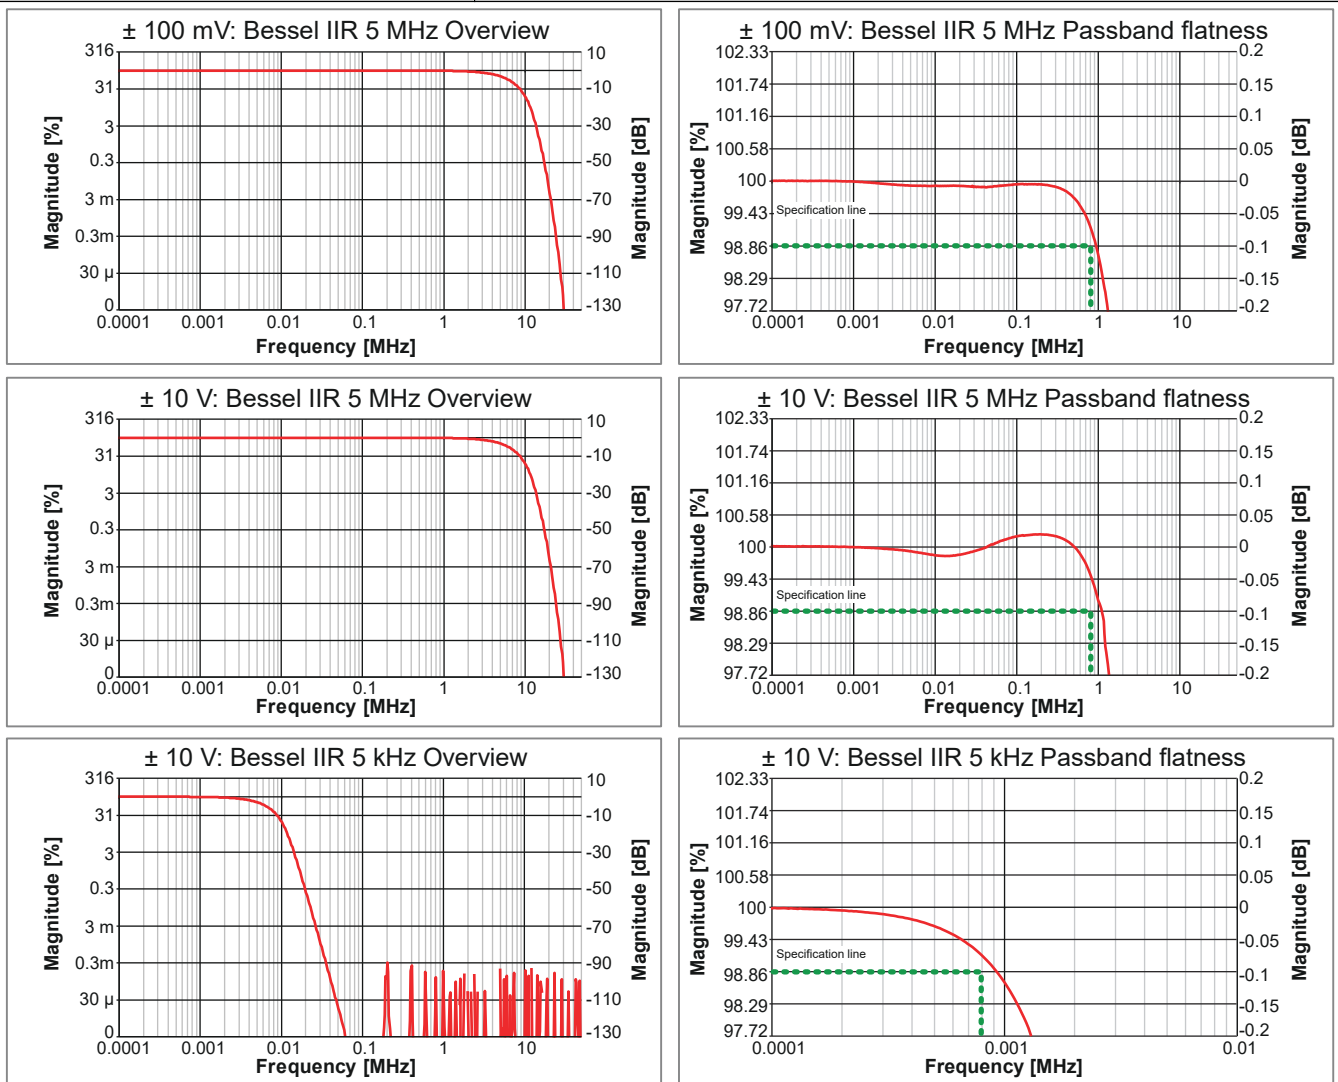 ± 100 mV: Bessel IIR 5 MHz Overview
316
31
3
0.3
3 m
0.3m
30 µ
0
10
-10
-30
-50
-70
-90
-110
-130
0.0001 0.001 0.01 0.1 1 10
Magnitude [%]
Magnitude [dB]
Frequency [MHz]
± 100 mV: Bessel IIR 5 MHz Passband flatness
102.33
101.74
101.16
100.58
100
99.43
98.86
98.29
97.72
0.2
0.15
0.1
0.05
0
-0.05
-0.1
-0.15
-0.2
Specification line
0.0001 0.001 0.01 0.1 1 10
Magnitude [%]
Magnitude [dB]
Frequency [MHz]
± 10 V: Bessel IIR 5 MHz Overview
316
31
3
0.3
3 m
0.3m
30 µ
0
10
-10
-30
-50
-70
-90
-110
-130
0.0001 0.001 0.01 0.1 1 10
Magnitude [%]
Magnitude [dB]
Frequency [MHz]
± 10 V: Bessel IIR 5 MHz Passband flatness
102.33
101.74
101.16
100.58
100
99.43
98.86
98.29
97.72
0.2
0.15
0.1
0.05
0
-0.05
-0.1
-0.15
-0.2
Specification line
0.0001 0.001 0.01 0.1 1 10
Magnitude [%]
Magnitude [dB]
Frequency [MHz]
± 10 V: Bessel IIR 5 kHz Overview
316
31
3
0.3
3 m
0.3m
30 µ
0
10
-10
-30
-50
-70
-90
-110
-130
0.0001 0.001 0.01 0.1 1 10
Magnitude [%]
Magnitude [dB]
Frequency [MHz]
± 10 V: Bessel IIR 5 kHz Passband flatness
102.33
101.74
101.16
100.58
100
99.43
98.86
98.29
97.72
0.2
0.15
0.1
0.05
0
-0.05
-0.1
-0.15
-0.2
Specification line
0.0001 0.001 0.01
Magnitude [%]
Magnitude [dB]
Frequency [MHz]